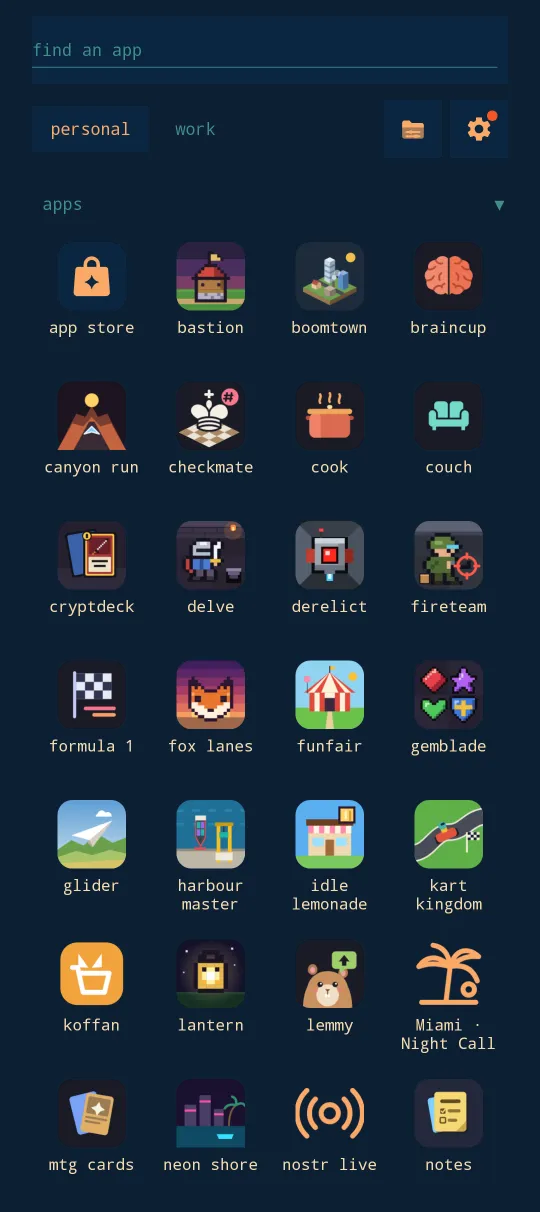 find an app
personal
work
apps
app store
bastion
boomtown
braincup
canyon run
checkmate
cook
couch
cryptdeck
delve
derelict
fireteam
formula 1
fox lanes
funfair
gemblade
glider
harbour
master
idle
lemonade
kart
kingdom
koffan
lantern
lemmy
Miami ·
Night Call
mtg cards
neon shore
nostr live
notes